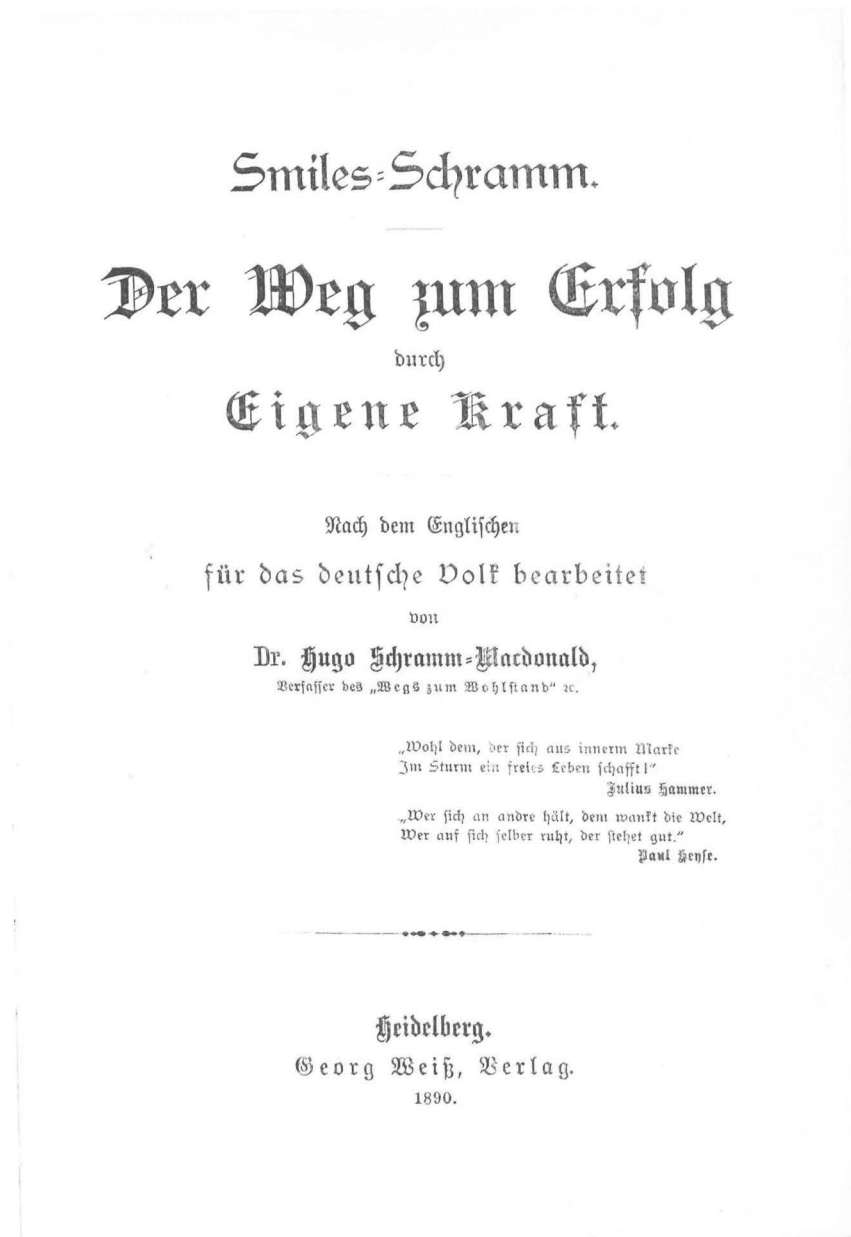 Smiles-Schramm.
Der Weg zum Erfolg
durch
Eigene Kraft.
Nach dem Englischen
für das deutsche Volk bearbeitet
von
Dr. Hugo Schramm-Macdonald,
Verfasser des „Wegs zum Wohlstand“ ꝛc.
„Wohl dem, der sich aus innerm Marke
Im Sturm ein freies Leben schafft!“
Julius Hammer.
„Wer sich an andre hält, dem wankt die Welt,
Wer auf sich selber ruht, der stehet gut.“
Paul Heyse.
Heidelberg.
Georg Weiß, Verlag.
1890.